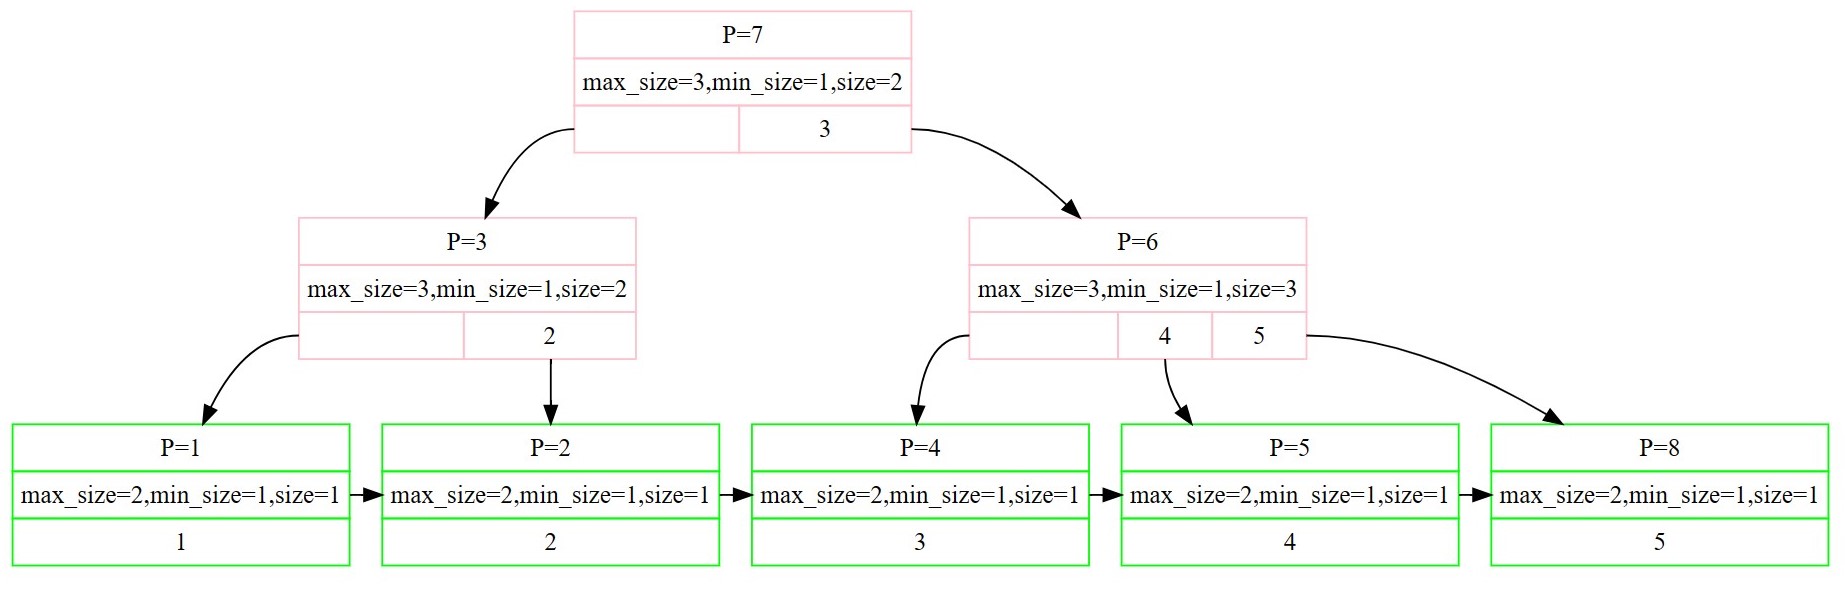 P=7
max_size=3,min_size=1,size=2
3
P=3
max_size=3,min_size=1,size=2
2
P=6
max_size=3,min_size=1,size=3
4 5
P=1
max_size=2,min_size=1,size=1
1
P=2
max_size=2,min_size=1,size=1
2
P=4
max_size=2,min_size=1,size=1
3
P=5
max_size=2,min_size=1,size=1
4
P=8
max_size=2,min_size=1,size=1
5